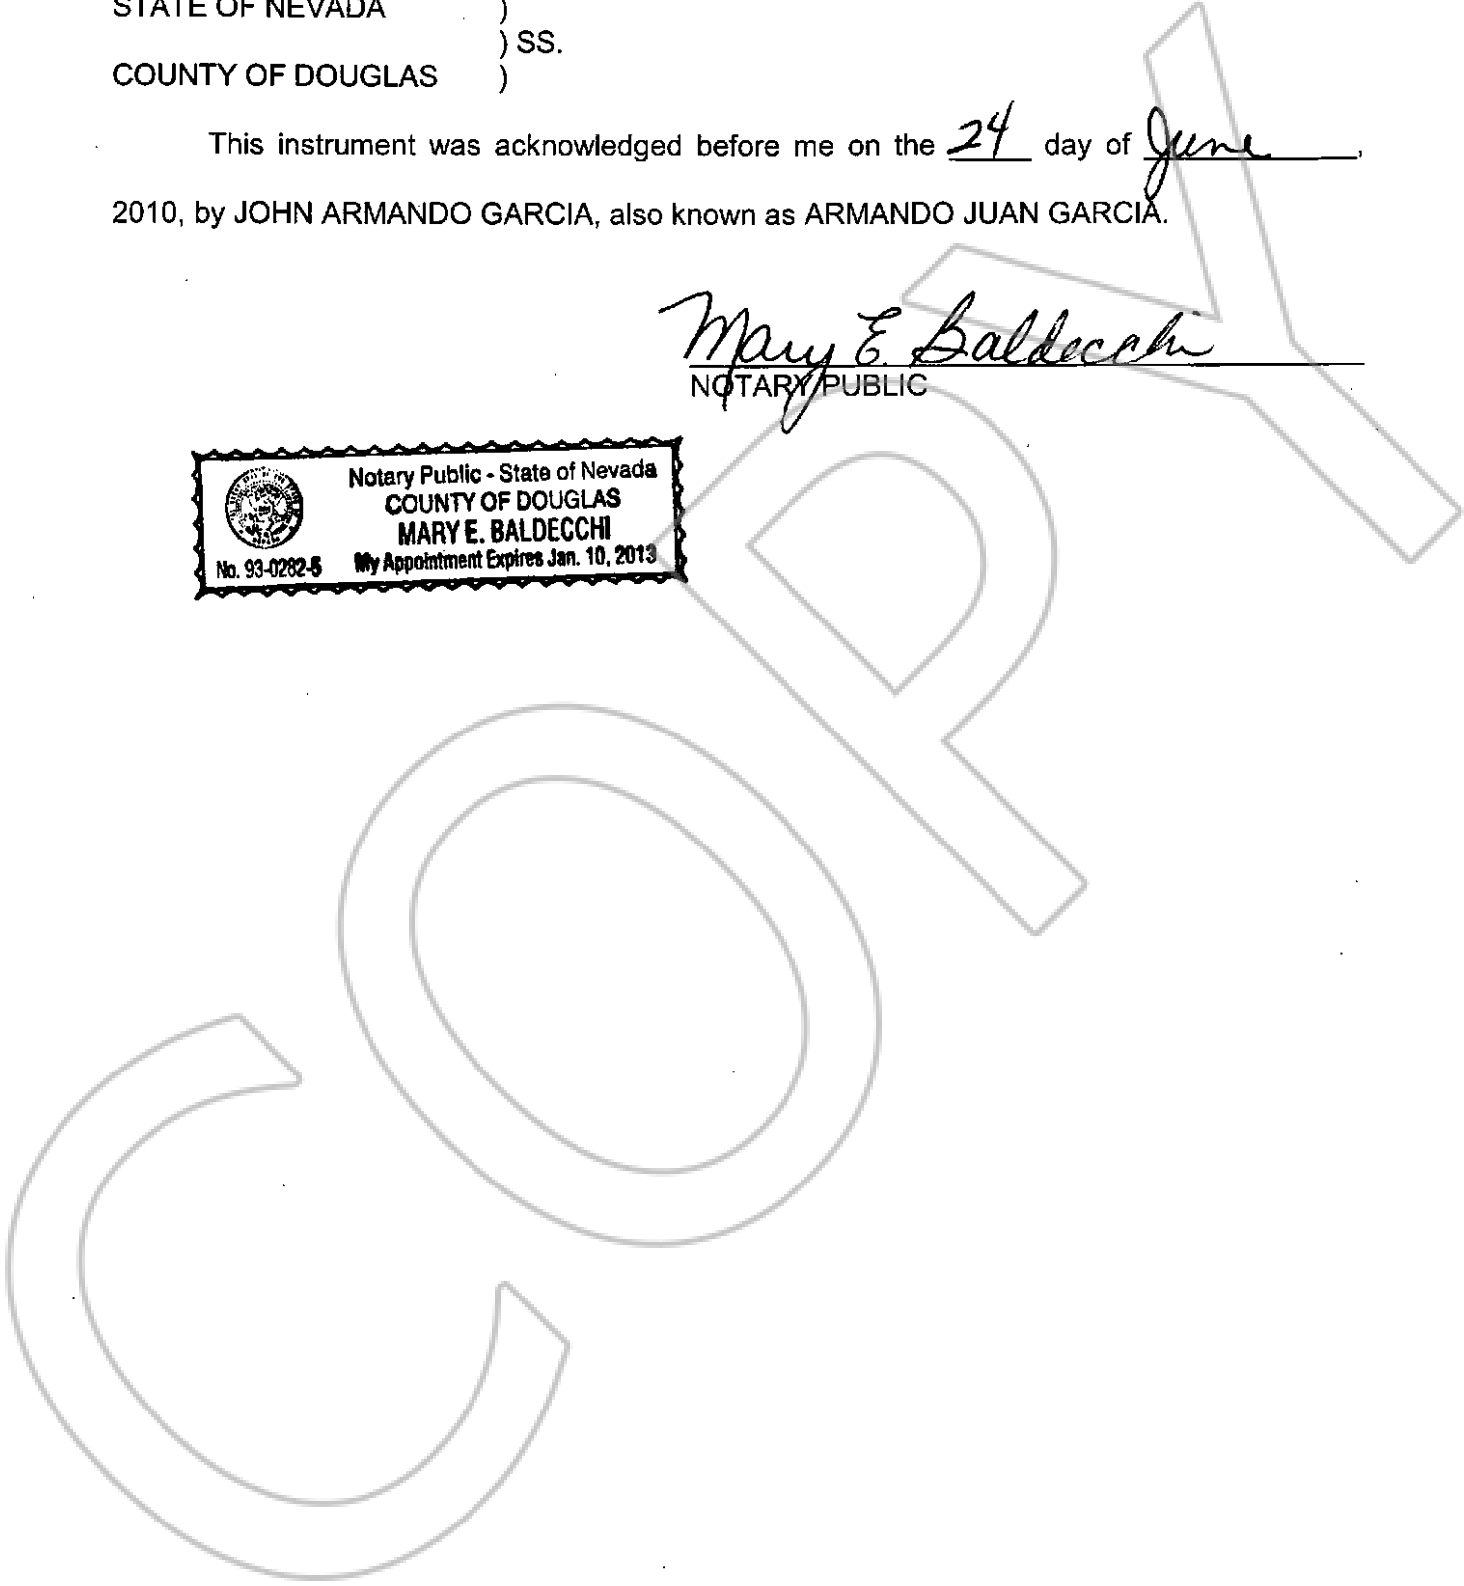 STATE OF NEVADA )
) SS.
COUNTY OF DOUGLAS )
This instrument was acknowledged before me on the 24 day of June,
2010, by JOHN ARMANDO GARCIA, also known as ARMANDO JUAN GARCIA.
Mary E. Baldecchi
NOTARY PUBLIC
Notary Public - State of Nevada
COUNTY OF DOUGLAS
MARY E. BALDECCHI
No. 93-0282-5 My Appointment Expires Jan. 10, 2013
COPY